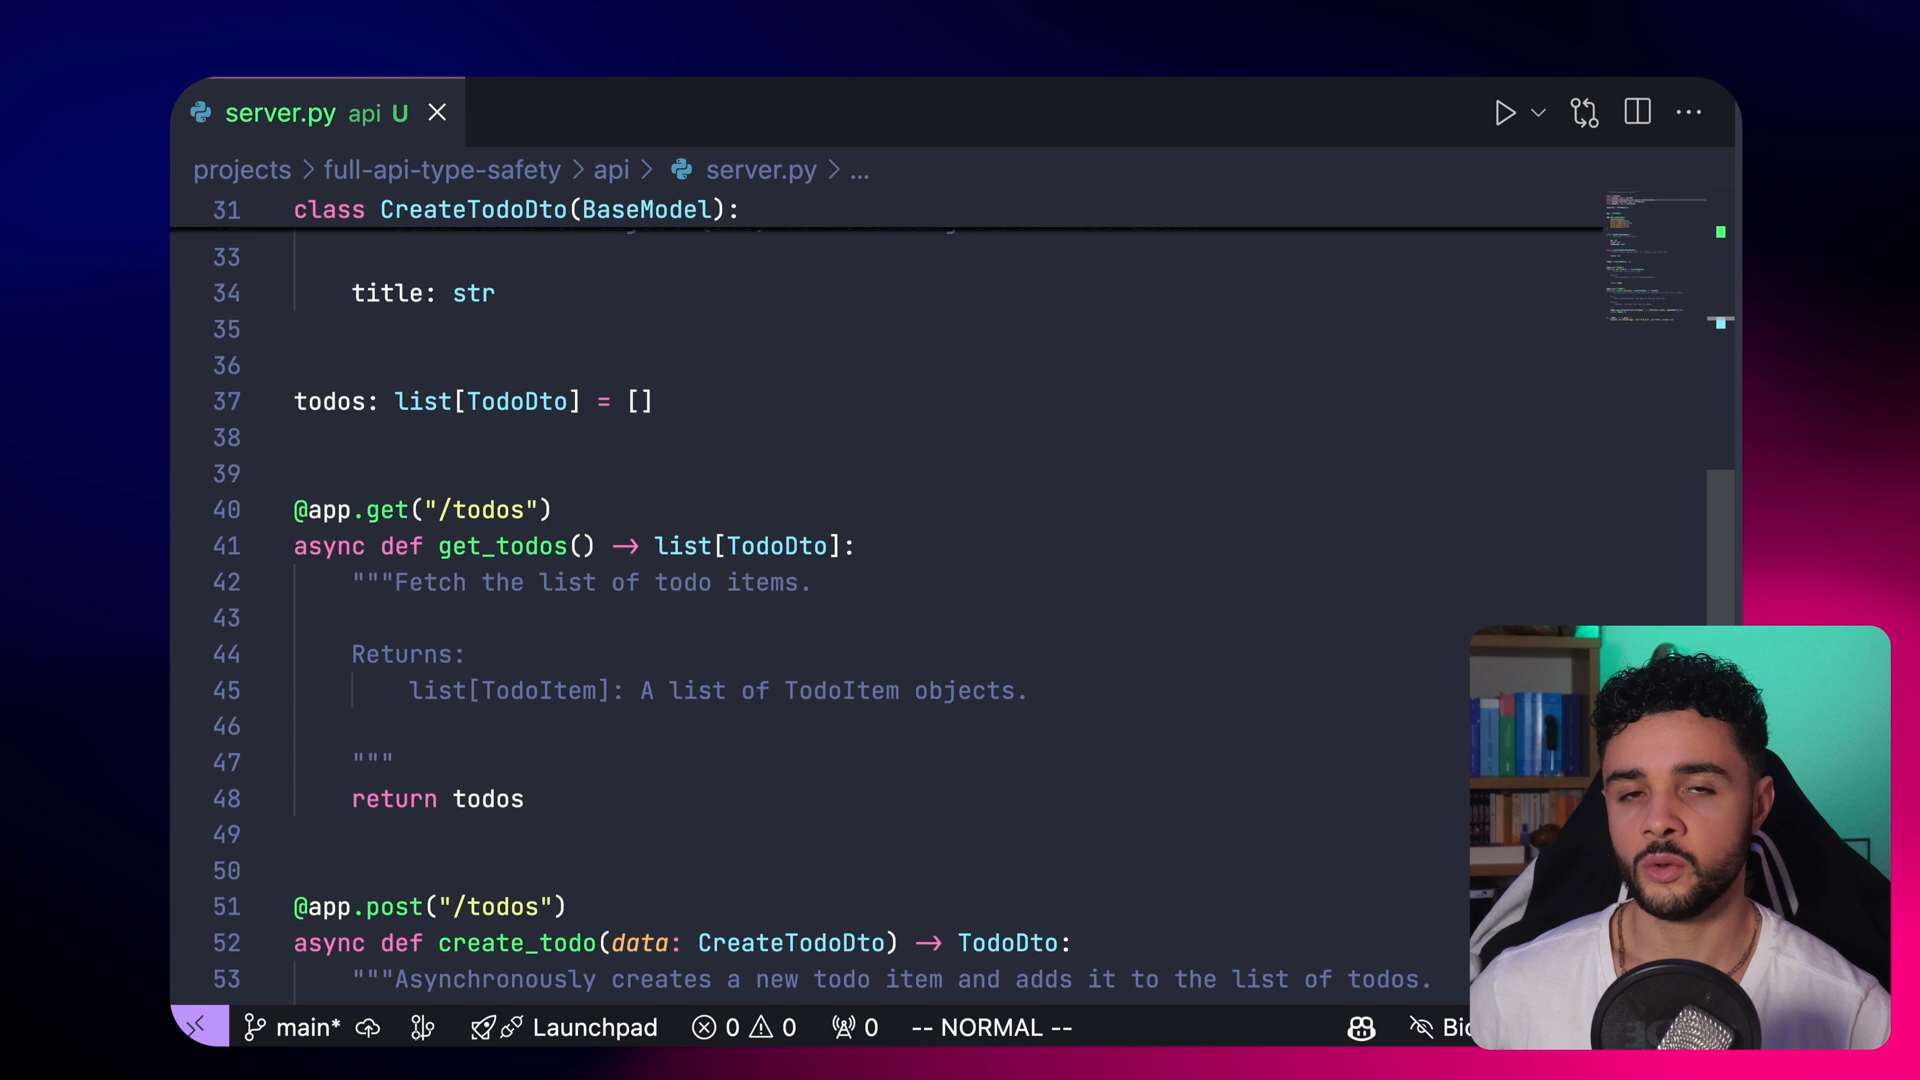 server.py api U
projects > full-api-type-safety > api > server.py > ...
31 class CreateTodoDto(BaseModel):
33
34 title: str
35
36
37 todos: list[TodoDto] = []
38
39
40 @app.get("/todos")
41 async def get_todos() → list[TodoDto]:
42 """Fetch the list of todo items.
43
44 Returns:
45 list[TodoItem]: A list of TodoItem objects.
46
47 """
48 return todos
49
50
51 @app.post("/todos")
52 async def create_todo(data: CreateTodoDto) → TodoDto:
53 """Asynchronously creates a new todo item and adds it to the list of todos.
main* Launchpad 0 0 0 -- NORMAL --